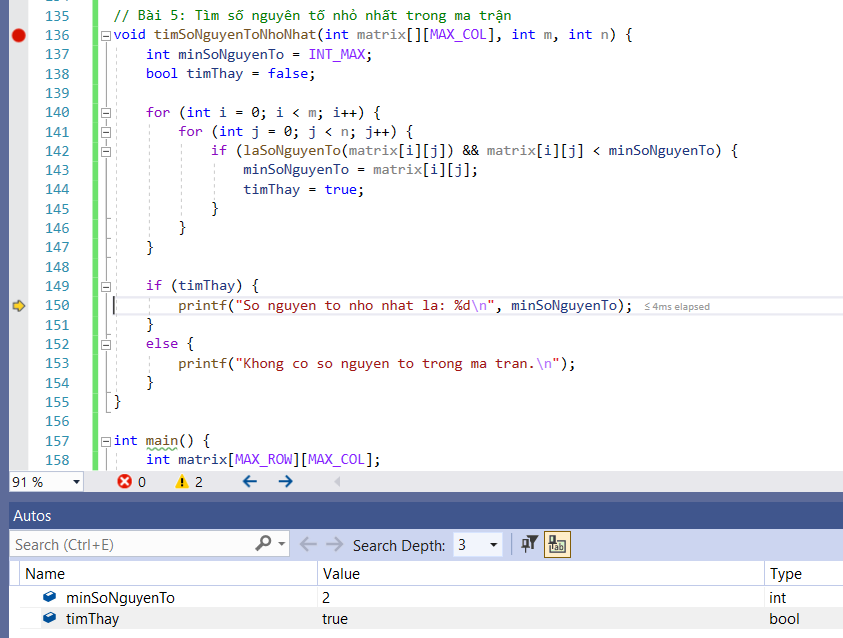 135 // Bài 5: Tìm số nguyên tố nhỏ nhất trong ma trận
136 void timSoNguyenToNhoNhat(int matrix[][MAX_COL], int m, int n) {
137 int minSoNguyenTo = INT_MAX;
138 bool timThay = false;
139
140 for (int i = 0; i < m; i++) {
141 for (int j = 0; j < n; j++) {
142 if (laSoNguyenTo(matrix[i][j]) && matrix[i][j] < minSoNguyenTo) {
143 minSoNguyenTo = matrix[i][j];
144 timThay = true;
145 }
146 }
147 }
148
149 if (timThay) {
150 printf("So nguyen to nho nhat la: %d\n", minSoNguyenTo); ≤ 4ms elapsed
151 }
152 else {
153 printf("Khong co so nguyen to trong ma tran.\n");
154 }
155 }
156
157 int main() {
158 int matrix[MAX_ROW][MAX_COL];
91 % 0 2
Autos
Search (Ctrl+E) Search Depth: 3
Name Value Type
minSoNguyenTo 2 int
timThay true bool